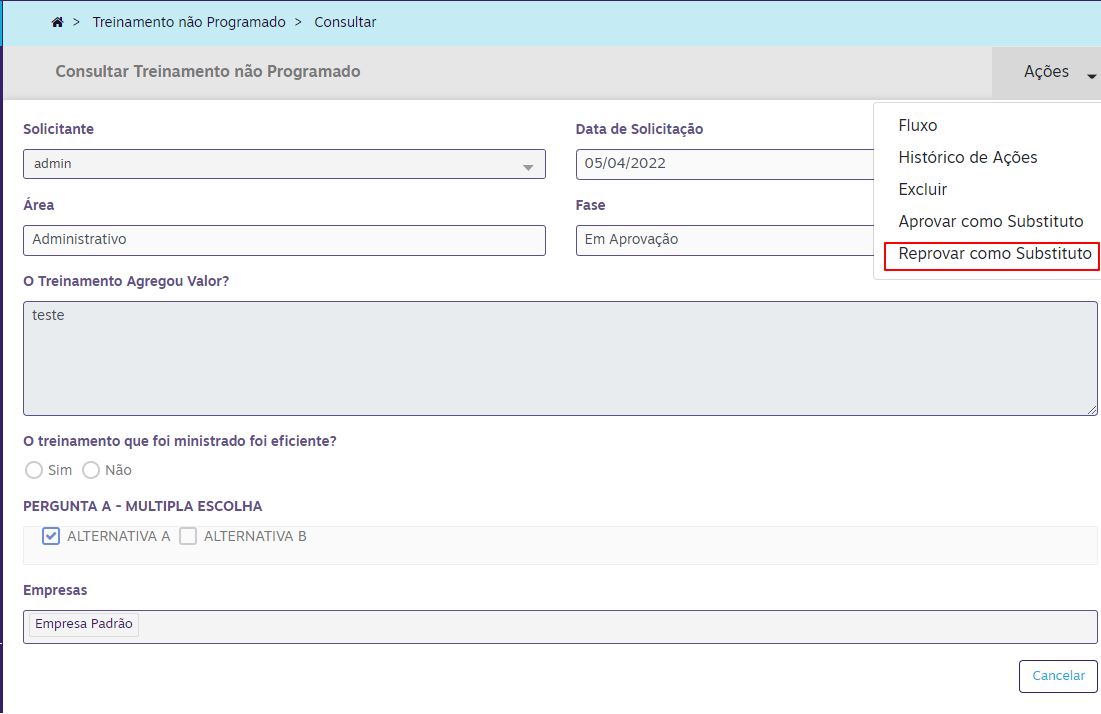 > Treinamento não Programado > Consultar
Consultar Treinamento não Programado
Ações
Fluxo
Histórico de Ações
Excluir
Aprovar como Substituto
Reprovar como Substituto
Solicitante
Data de Solicitação
admin
05/04/2022
Área
Fase
Administrativo
Em Aprovação
O Treinamento Agregou Valor?
teste
O treinamento que foi ministrado foi eficiente?
Sim Não
PERGUNTA A - MULTIPLA ESCOLHA
ALTERNATIVA A ALTERNATIVA B
Empresas
Empresa Padrão
Cancelar